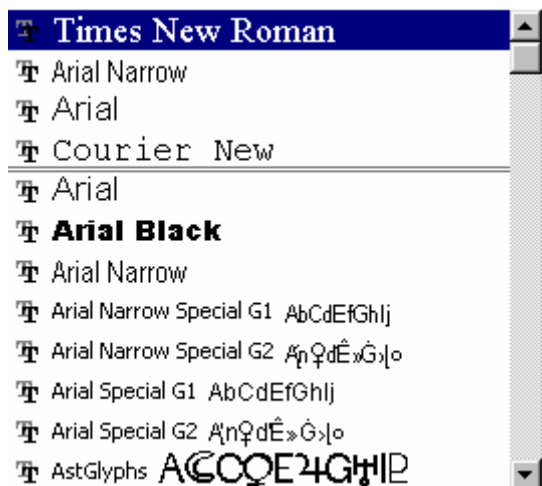 Times New Roman
Arial Narrow
Arial
Courier New
Arial
Arial Black
Arial Narrow
Arial Narrow Special G1 AbCdEfGhIj
Arial Narrow Special G2
Arial Special G1 AbCdEfGhIj
Arial Special G2
AstGlyphs